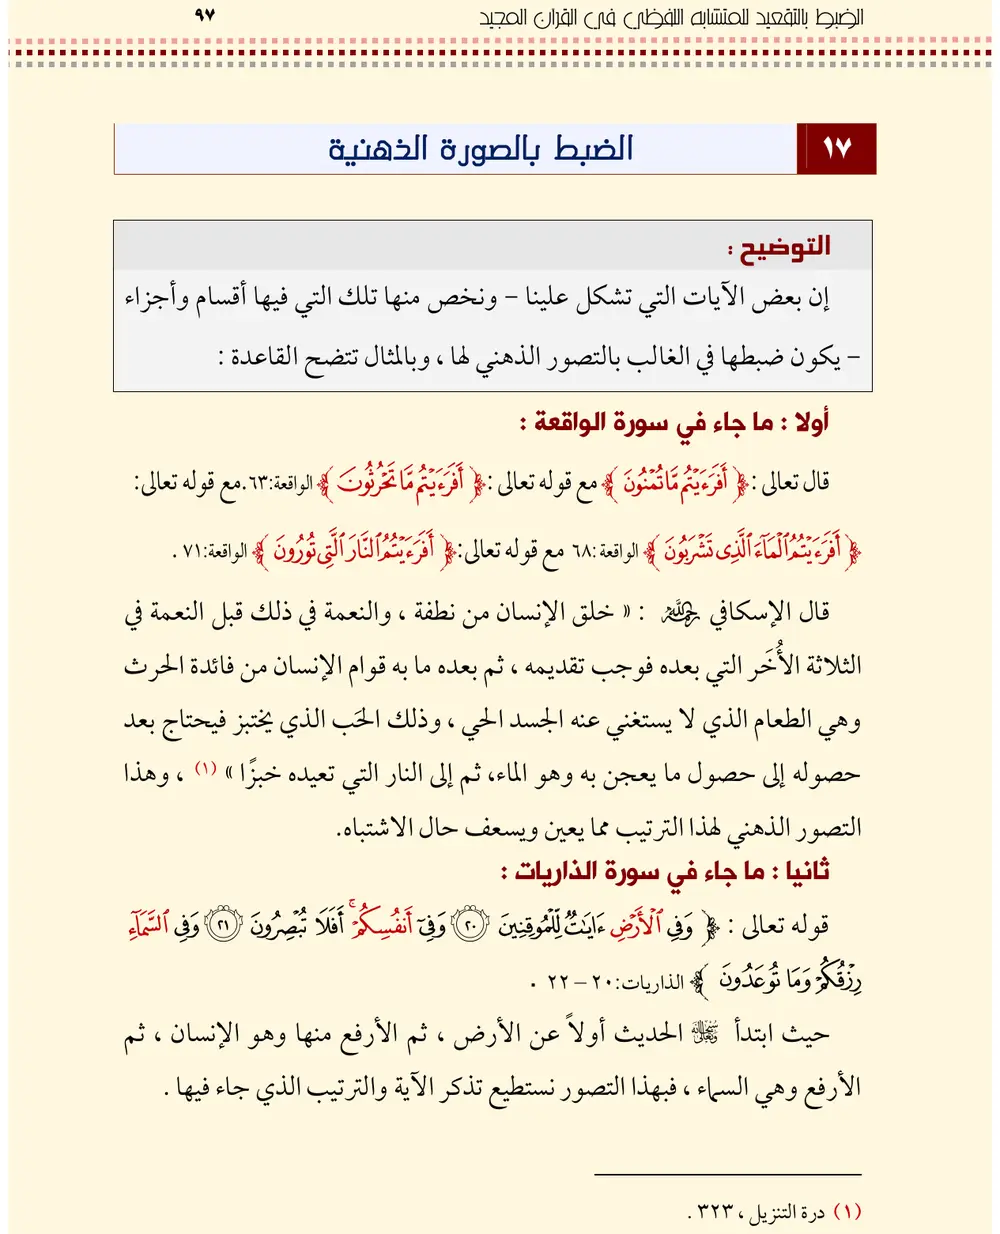 الضبط بالتقعيد للمتشابه اللفظي في القرآن المجيد ٩٧
١٧ الضبط بالصورة الذهنية
التوضيح :
إن بعض الآيات التي تشكل علينا – ونخص منها تلك التي فيها أقسام وأجزاء
– يكون ضبطها في الغالب بالتصور الذهني لها ، وبالمثال تتضح القاعدة :
أولا : ما جاء في سورة الواقعة :
قال تعالى :﴿ أَفَرَءَيْتُم مَّا تُمْنُونَ ﴾ مع قوله تعالى :﴿ أَفَرَءَيْتُم مَّا تَحْرُثُونَ ﴾ الواقعة:٦٣.مع قوله تعالى:
﴿ أَفَرَءَيْتُمُ ٱلْمَآءَ ٱلَّذِى تَشْرَبُونَ ﴾ الواقعة :٦٨ مع قوله تعالى:﴿ أَفَرَءَيْتُمُ ٱلنَّارَ ٱلَّتِى تُورُونَ ﴾ الواقعة:٧١ .
قال الإسكافي رحمه الله : « خلق الإنسان من نطفة ، والنعمة في ذلك قبل النعمة في
الثلاثة الأُخَر التي بعده فوجب تقديمه ، ثم بعده ما به قوام الإنسان من فائدة الحرث
وهي الطعام الذي لا يستغني عنه الجسد الحي ، وذلك الحَب الذي يختبز فيحتاج بعد
حصوله إلى حصول ما يعجن به وهو الماء، ثم إلى النار التي تعيده خبزًا » (١) ، وهذا
التصور الذهني لهذا الترتيب مما يعين ويسعف حال الاشتباه.
ثانيا : ما جاء في سورة الذاريات :
قوله تعالى : ﴿ وَفِى ٱلْأَرْضِ ءَايَٰتٌ لِّلْمُوقِنِينَ ٢٠ وَفِىٓ أَنفُسِكُمْ ۚ أَفَلَا تُبْصِرُونَ ٢١ وَفِى ٱلسَّمَآءِ
رِزْقُكُمْ وَمَا تُوعَدُونَ ﴾ الذاريات:٢٠ – ٢٢ .
حيث ابتدأ سبحانه وتعالى الحديث أولاً عن الأرض ، ثم الأرفع منها وهو الإنسان ، ثم
الأرفع وهي السماء ، فبهذا التصور نستطيع تذكر الآية والترتيب الذي جاء فيها .
(١) درة التنزيل ، ٣٢٣ .